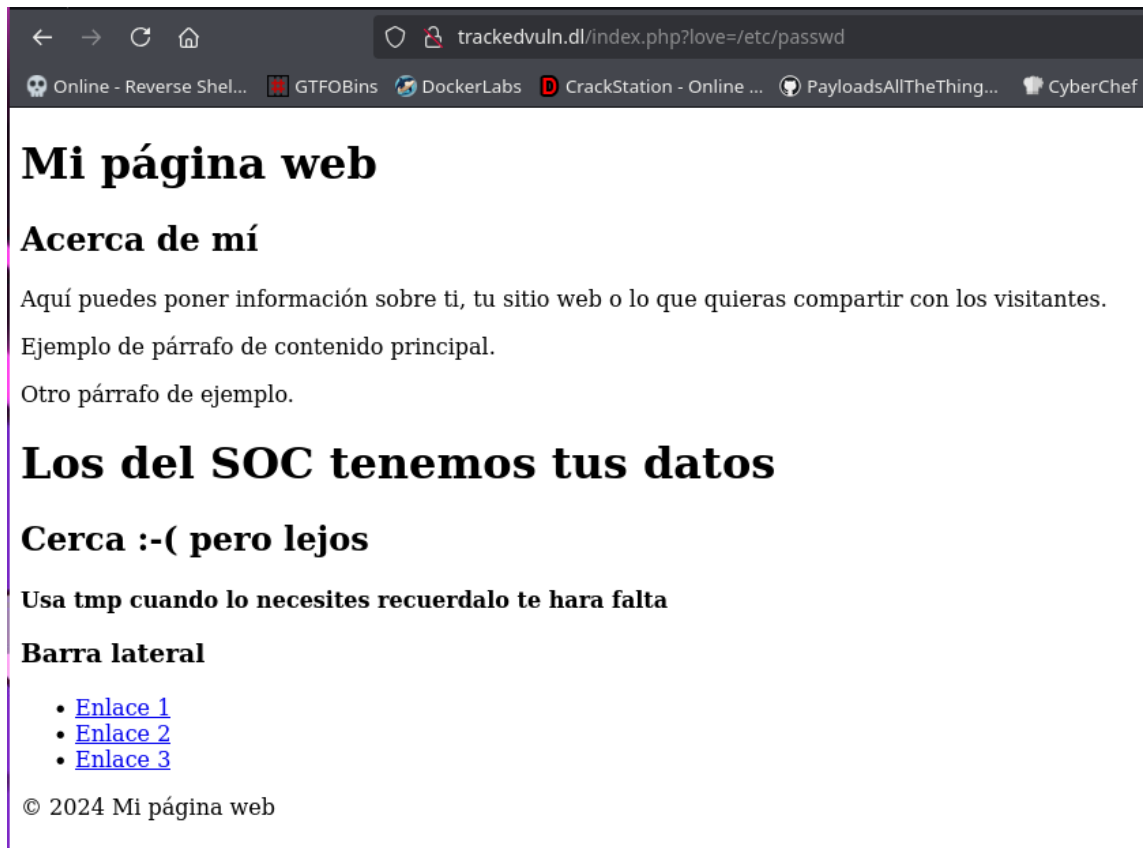 trackedvuln.dl/index.php?love=/etc/passwd
Online - Reverse Shel... GTFOBins DockerLabs CrackStation - Online ... PayloadsAllTheThing... CyberChef
Mi página web
Acerca de mí
Aquí puedes poner información sobre ti, tu sitio web o lo que quieras compartir con los visitantes.
Ejemplo de párrafo de contenido principal.
Otro párrafo de ejemplo.
Los del SOC tenemos tus datos
Cerca :-( pero lejos
Usa tmp cuando lo necesites recuerdalo te hara falta
Barra lateral
• Enlace 1
• Enlace 2
• Enlace 3
© 2024 Mi página web